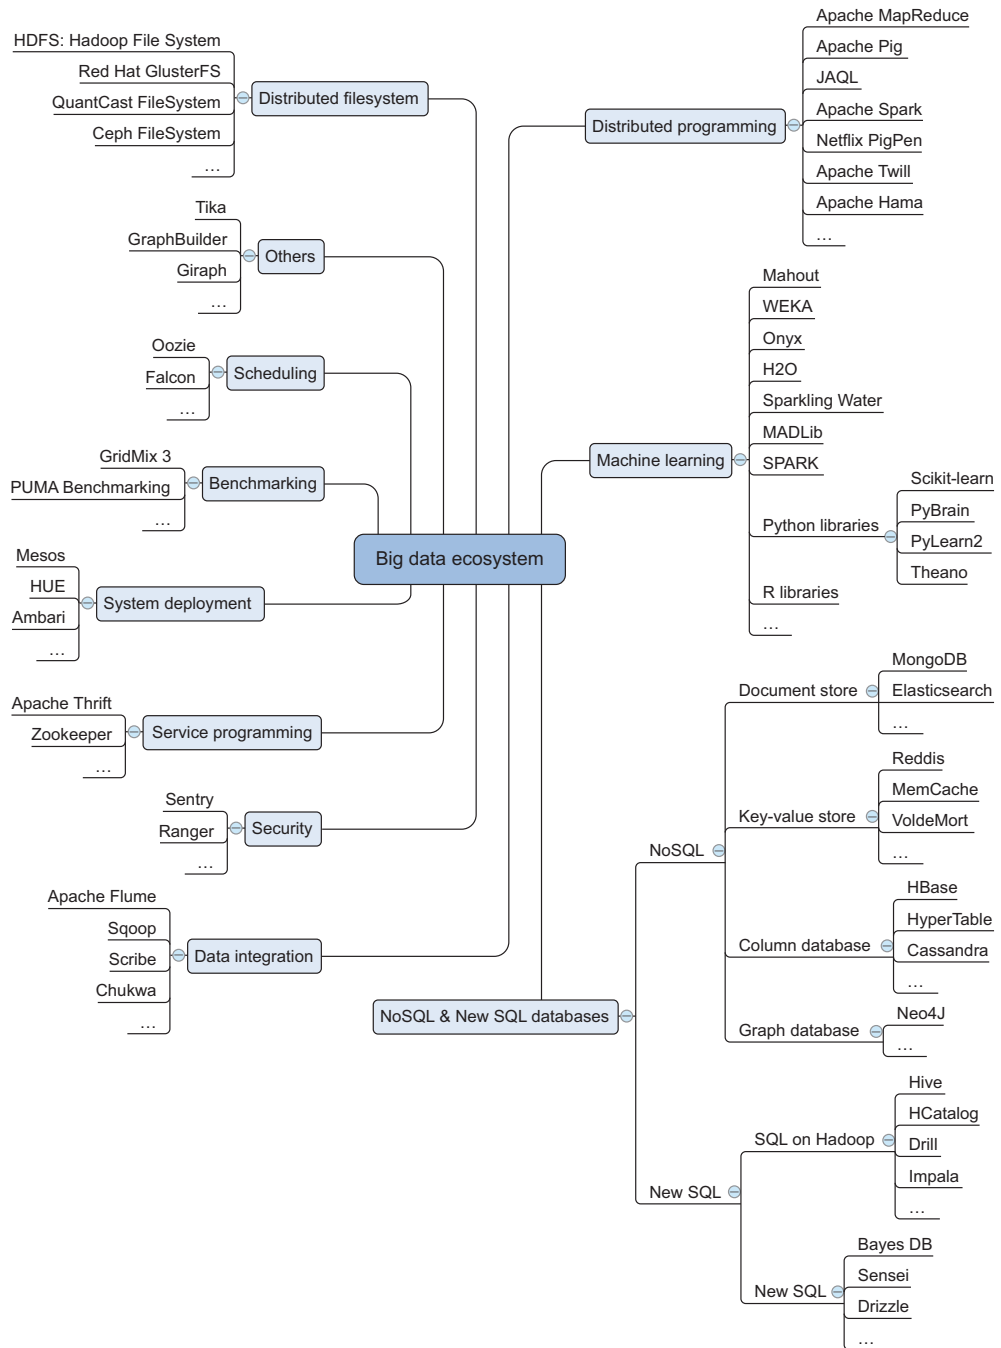 HDFS: Hadoop File System
Red Hat GlusterFS
QuantCast FileSystem
Ceph FileSystem
…
Distributed filesystem
Tika
GraphBuilder
Giraph
…
Others
Oozie
Falcon
…
Scheduling
GridMix 3
PUMA Benchmarking
…
Benchmarking
Mesos
HUE
Ambari
…
System deployment
Apache Thrift
Zookeeper
…
Service programming
Sentry
Ranger
…
Security
Apache Flume
Sqoop
Scribe
Chukwa
…
Data integration
Big data ecosystem
Distributed programming
Apache MapReduce
Apache Pig
JAQL
Apache Spark
Netflix PigPen
Apache Twill
Apache Hama
…
Machine learning
Mahout
WEKA
Onyx
H2O
Sparkling Water
MADLib
SPARK
Python libraries
Scikit-learn
PyBrain
PyLearn2
Theano
R libraries
…
NoSQL & New SQL databases
NoSQL
Document store
MongoDB
Elasticsearch
…
Key-value store
Reddis
MemCache
VoldeMort
…
Column database
HBase
HyperTable
Cassandra
…
Graph database
Neo4J
…
New SQL
SQL on Hadoop
Hive
HCatalog
Drill
Impala
…
New SQL
Bayes DB
Sensei
Drizzle
…